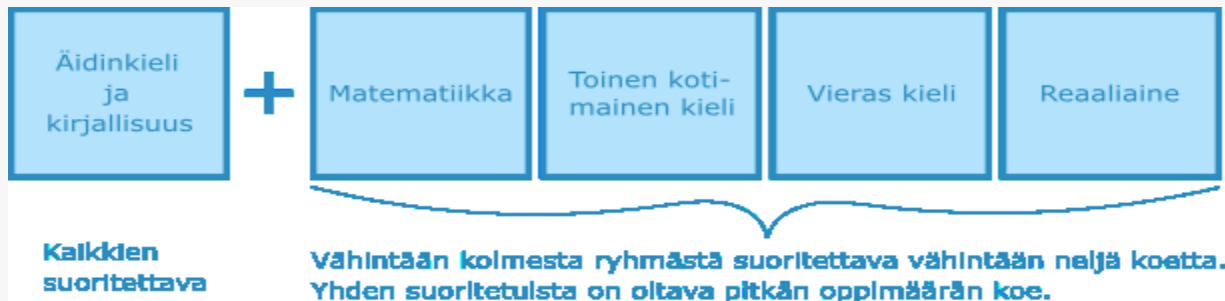 Äidinkieli
ja
kirjallisuus
+
Matematiikka
Toinen koti-
mainen kieli
Vieras kieli
Reaaliaine
Kaikkien
suoritettava
Vähintään kolmesta ryhmästä suoritettava vähintään neljä koetta.
Yhden suoritetuista on oltava pitkän oppimäärän koe.